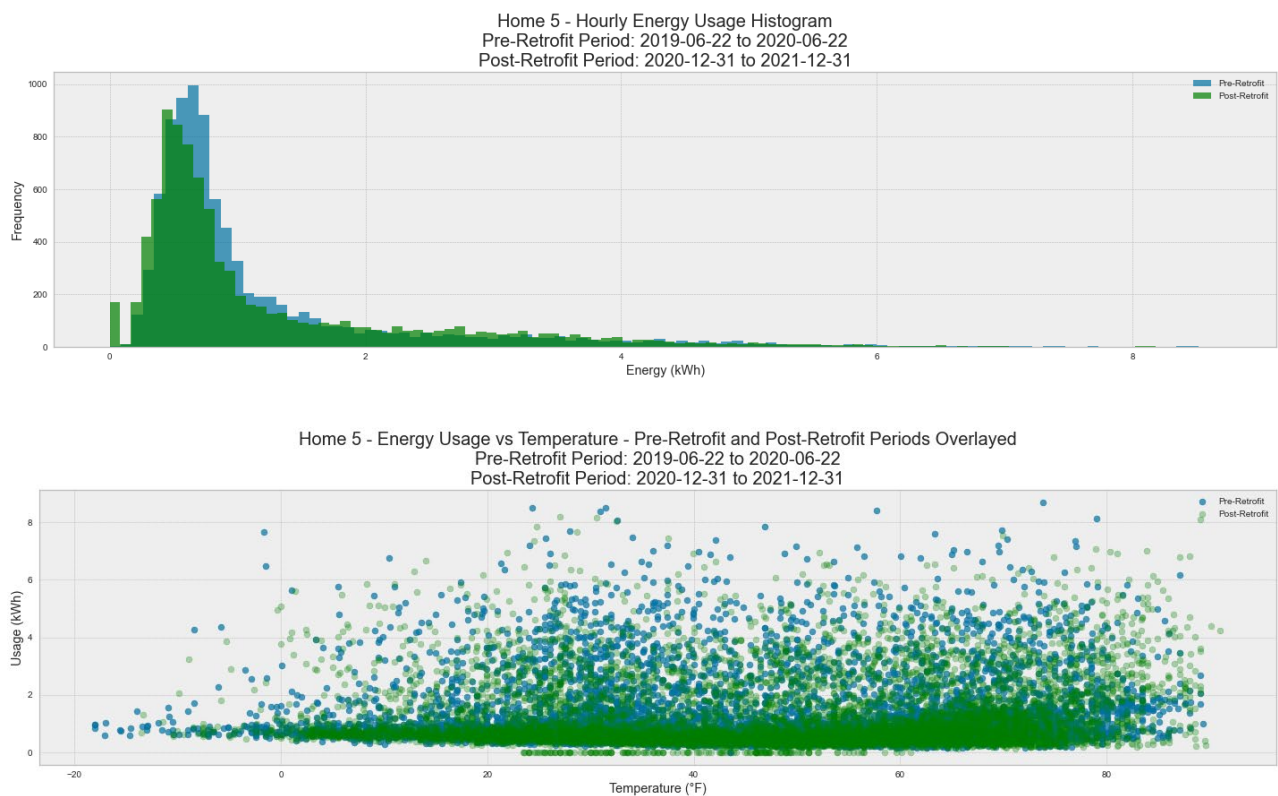 Home 5 - Hourly Energy Usage Histogram
Pre-Retrofit Period: 2019-06-22 to 2020-06-22
Post-Retrofit Period: 2020-12-31 to 2021-12-31
Pre-Retrofit
Post-Retrofit
1000
800
600
400
200
0
Frequency
0 2 4 6 8
Energy (kWh)
Home 5 - Energy Usage vs Temperature - Pre-Retrofit and Post-Retrofit Periods Overlayed
Pre-Retrofit Period: 2019-06-22 to 2020-06-22
Post-Retrofit Period: 2020-12-31 to 2021-12-31
Pre-Retrofit
Post-Retrofit
8
6
4
2
0
Usage (kWh)
−20 0 20 40 60 80
Temperature (°F)